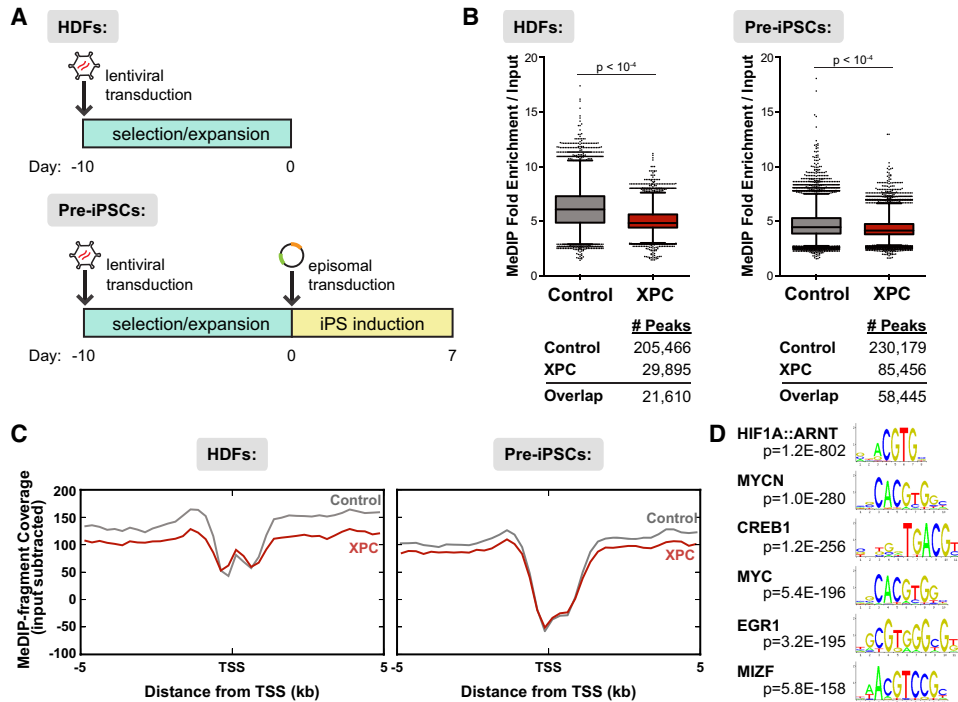 A
HDFs:
lentiviral
transduction
selection/expansion
Day: -10 0
Pre-iPSCs:
lentiviral
transduction
episomal
transduction
selection/expansion iPS induction
Day: -10 0 7
B
HDFs:
MeDIP Fold Enrichment / Input
20
15
10
5
0
p < 10-4
Control XPC
# Peaks
Control 205,466
XPC 29,895
Overlap 21,610
Pre-iPSCs:
MeDIP Fold Enrichment / Input
20
15
10
5
0
p < 10-4
Control XPC
# Peaks
Control 230,179
XPC 85,456
Overlap 58,445
C
HDFs:
MeDIP-fragment Coverage
(input subtracted)
200
150
100
50
0
-50
-100
Control
XPC
-5 TSS 5
Distance from TSS (kb)
Pre-iPSCs:
Control
XPC
-5 TSS 5
Distance from TSS (kb)
D
HIF1A::ARNT
p=1.2E-802
ACGTG
MYCN
p=1.0E-280
CACGTG
CREB1
p=1.2E-256
TGACG
MYC
p=5.4E-196
CACGTG
EGR1
p=3.2E-195
GCGTGGGCG
MIZF
p=5.8E-158
ACGTCCG